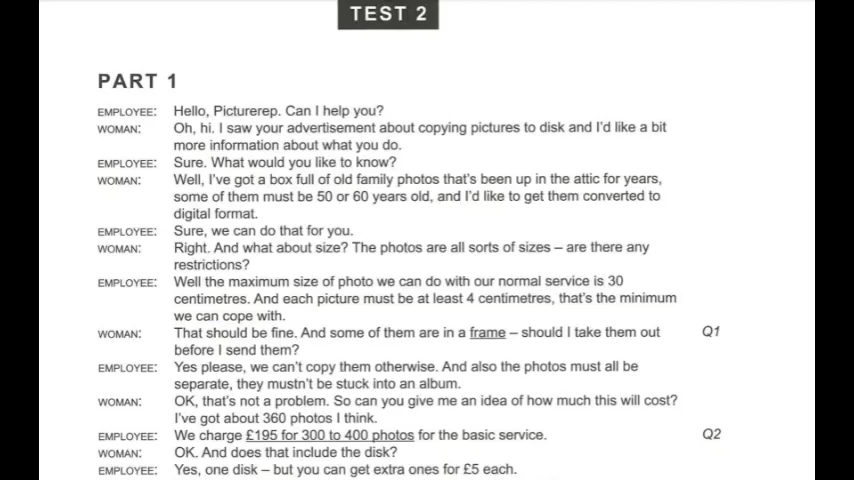 TEST 2
PART 1
EMPLOYEE: Hello, Picturerep. Can I help you?
WOMAN: Oh, hi. I saw your advertisement about copying pictures to disk and I'd like a bit
more information about what you do.
EMPLOYEE: Sure. What would you like to know?
WOMAN: Well, I've got a box full of old family photos that's been up in the attic for years,
some of them must be 50 or 60 years old, and I'd like to get them converted to
digital format.
EMPLOYEE: Sure, we can do that for you.
WOMAN: Right. And what about size? The photos are all sorts of sizes – are there any
restrictions?
EMPLOYEE: Well the maximum size of photo we can do with our normal service is 30
centimetres. And each picture must be at least 4 centimetres, that's the minimum
we can cope with.
WOMAN: That should be fine. And some of them are in a frame – should I take them out Q1
before I send them?
EMPLOYEE: Yes please, we can't copy them otherwise. And also the photos must all be
separate, they mustn't be stuck into an album.
WOMAN: OK, that's not a problem. So can you give me an idea of how much this will cost?
I've got about 360 photos I think.
EMPLOYEE: We charge £195 for 300 to 400 photos for the basic service. Q2
WOMAN: OK. And does that include the disk?
EMPLOYEE: Yes, one disk – but you can get extra ones for £5 each.